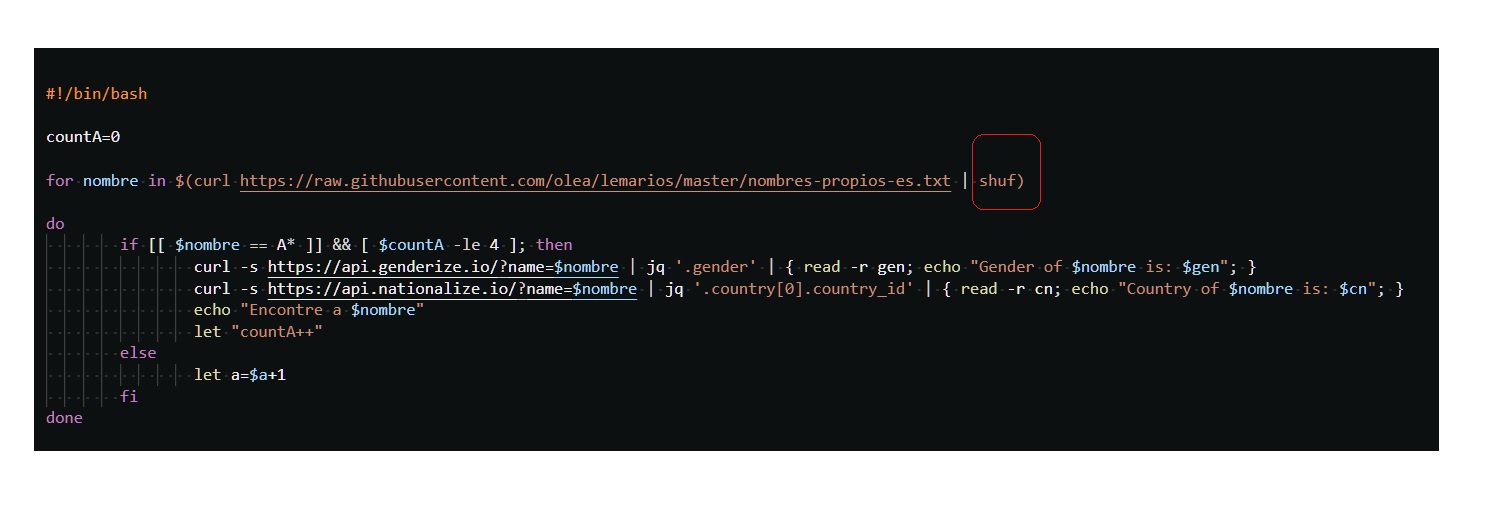 #!/bin/bash
countA=0
for nombre in $(curl https://raw.githubusercontent.com/olea/lemarios/master/nombres-propios-es.txt | shuf)
do
if [[ $nombre == A* ]] && [ $countA -le 4 ]; then
curl -s https://api.genderize.io/?name=$nombre | jq '.gender' | { read -r gen; echo "Gender of $nombre is: $gen"; }
curl -s https://api.nationalize.io/?name=$nombre | jq '.country[0].country_id' | { read -r cn; echo "Country of $nombre is: $cn"; }
echo "Encontre a $nombre"
let "countA++"
else
let a=$a+1
fi
done